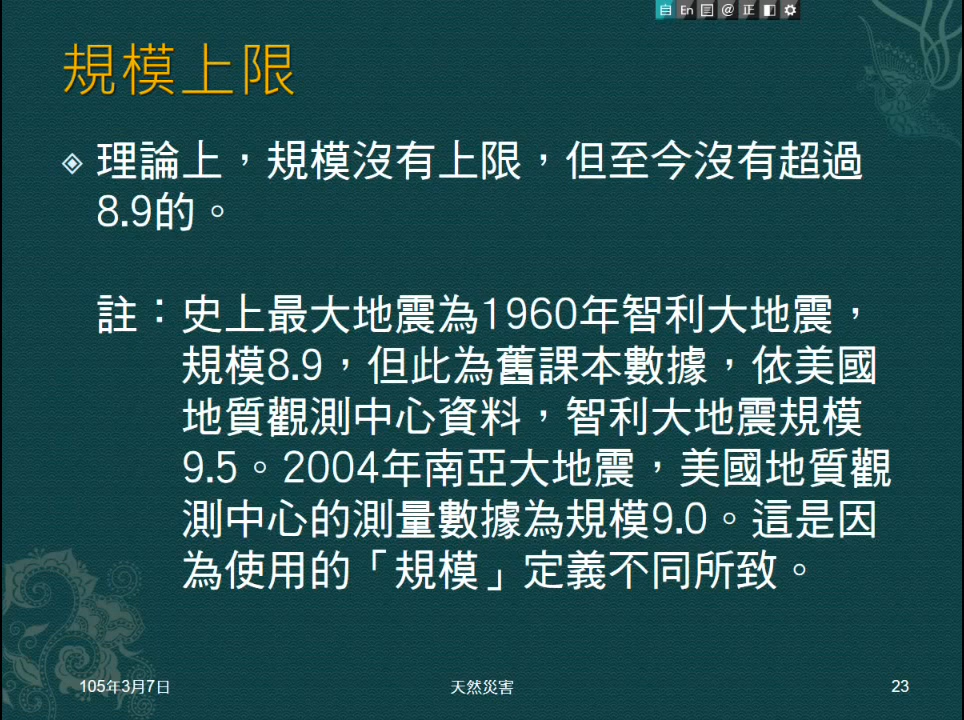 自 En @ 正
規模上限
理論上，規模沒有上限，但至今沒有超過
8.9的。
註：史上最大地震為1960年智利大地震，
規模8.9，但此為舊課本數據，依美國
地質觀測中心資料，智利大地震規模
9.5。2004年南亞大地震，美國地質觀
測中心的測量數據為規模9.0。這是因
為使用的「規模」定義不同所致。
105年3月7日 天然災害 23